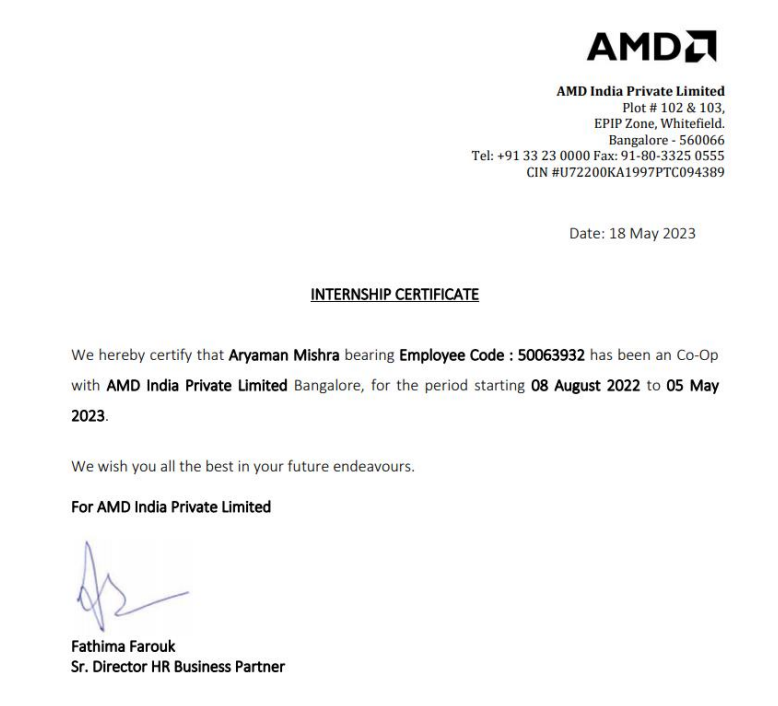 AMD
AMD India Private Limited
Plot # 102 & 103,
EPIP Zone, Whitefield.
Bangalore - 560066
Tel: +91 33 23 0000 Fax: 91-80-3325 0555
CIN #U72200KA1997PTC094389
Date: 18 May 2023
INTERNSHIP CERTIFICATE
We hereby certify that Aryaman Mishra bearing Employee Code : 50063932 has been an Co-Op
with AMD India Private Limited Bangalore, for the period starting 08 August 2022 to 05 May
2023.
We wish you all the best in your future endeavours.
For AMD India Private Limited
Fathima Farouk
Sr. Director HR Business Partner